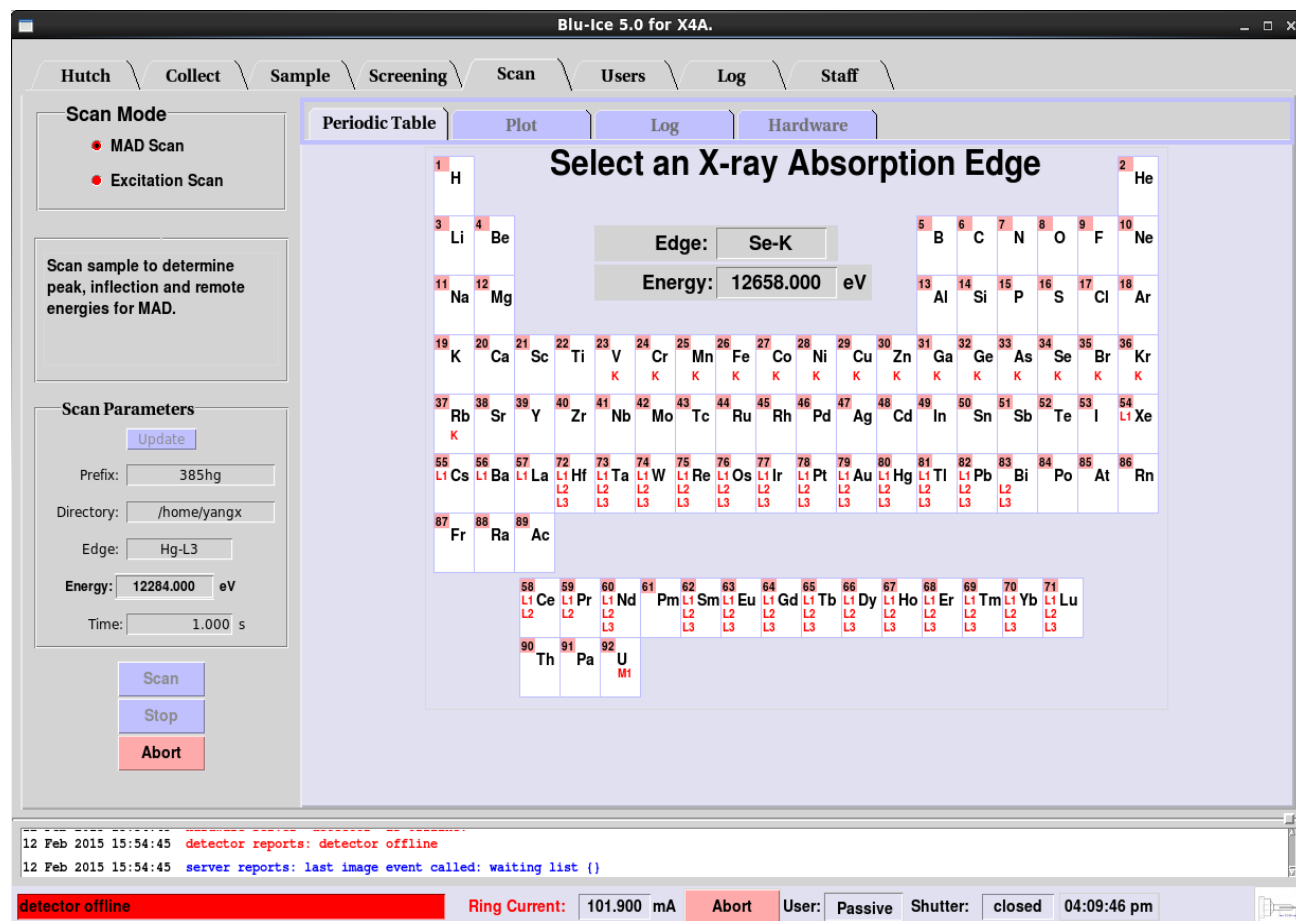 Blu-Ice 5.0 for X4A.
Hutch Collect Sample Screening Scan Users Log Staff
Scan Mode
MAD Scan
Excitation Scan
Scan sample to determine
peak, inflection and remote
energies for MAD.
Scan Parameters
Update
Prefix: 385hg
Directory: /home/yangx
Edge: Hg-L3
Energy: 12284.000 eV
Time: 1.000 s
Scan
Stop
Abort
Periodic Table Plot Log Hardware
Select an X-ray Absorption Edge
Edge: Se-K
Energy: 12658.000 eV
1 H 2 He
3 Li 4 Be 5 B 6 C 7 N 8 O 9 F 10 Ne
11 Na 12 Mg 13 Al 14 Si 15 P 16 S 17 Cl 18 Ar
19 K 20 Ca 21 Sc 22 Ti 23 V 24 Cr 25 Mn 26 Fe 27 Co 28 Ni 29 Cu 30 Zn 31 Ga 32 Ge 33 As 34 Se 35 Br 36 Kr
K K K K K K K K K K K K K K
37 Rb 38 Sr 39 Y 40 Zr 41 Nb 42 Mo 43 Tc 44 Ru 45 Rh 46 Pd 47 Ag 48 Cd 49 In 50 Sn 51 Sb 52 Te 53 I 54 L1 Xe
K
55 L1 Cs 56 L1 Ba 57 L1 La 72 L1 Hf 73 L1 Ta 74 L1 W 75 L1 Re 76 L1 Os 77 L1 Ir 78 L1 Pt 79 L1 Au 80 L1 Hg 81 L1 Tl 82 L1 Pb 83 Bi 84 Po 85 At 86 Rn
L2 L2 L2 L2 L2 L2 L2 L2 L2 L2 L2 L2
L3 L3 L3 L3 L3 L3 L3 L3 L3 L3 L3 L3
87 Fr 88 Ra 89 Ac
58 L1 Ce 59 L1 Pr 60 L1 Nd 61 Pm 62 L1 Sm 63 L1 Eu 64 L1 Gd 65 L1 Tb 66 L1 Dy 67 L1 Ho 68 L1 Er 69 L1 Tm 70 L1 Yb 71 L1 Lu
L2 L2 L2 L2 L2 L2 L2 L2 L2 L2 L2 L2 L2
L3 L3 L3 L3 L3 L3 L3 L3 L3 L3 L3
90 Th 91 Pa 92 U
M1
12 Feb 2015 15:54:45 detector reports: detector offline
12 Feb 2015 15:54:45 server reports: last image event called: waiting list {}
detector offline Ring Current: 101.900 mA Abort User: Passive Shutter: closed 04:09:46 pm